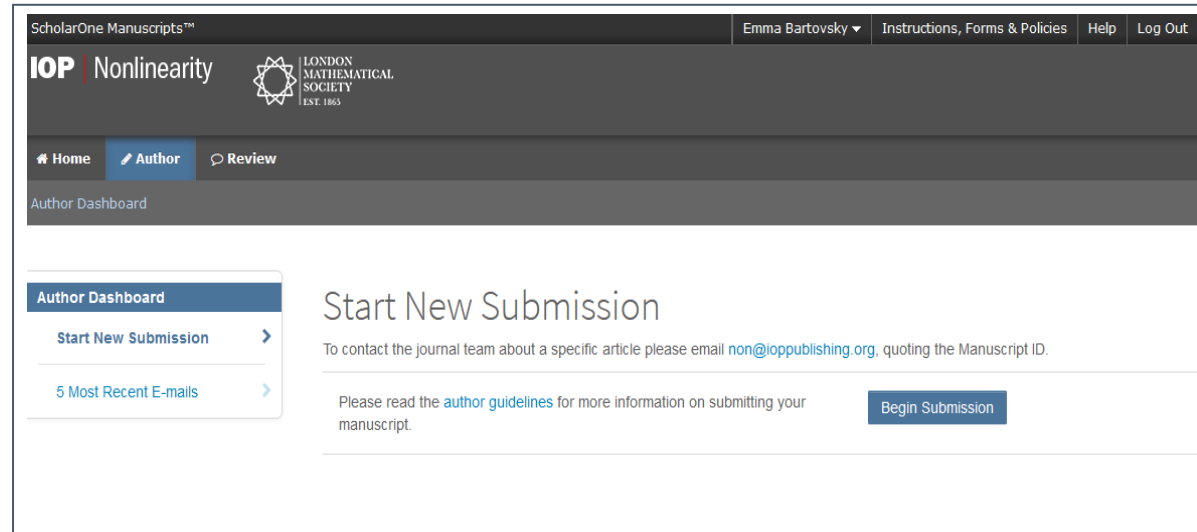 ScholarOne Manuscripts™
Emma Bartovsky
Instructions, Forms & Policies
Help
Log Out
IOP Nonlinearity
LONDON
MATHEMATICAL
SOCIETY
EST. 1865
Home
Author
Review
Author Dashboard
Author Dashboard
Start New Submission
5 Most Recent E-mails
Start New Submission
To contact the journal team about a specific article please email non@ioppublishing.org, quoting the Manuscript ID.
Please read the author guidelines for more information on submitting your
manuscript.
Begin Submission